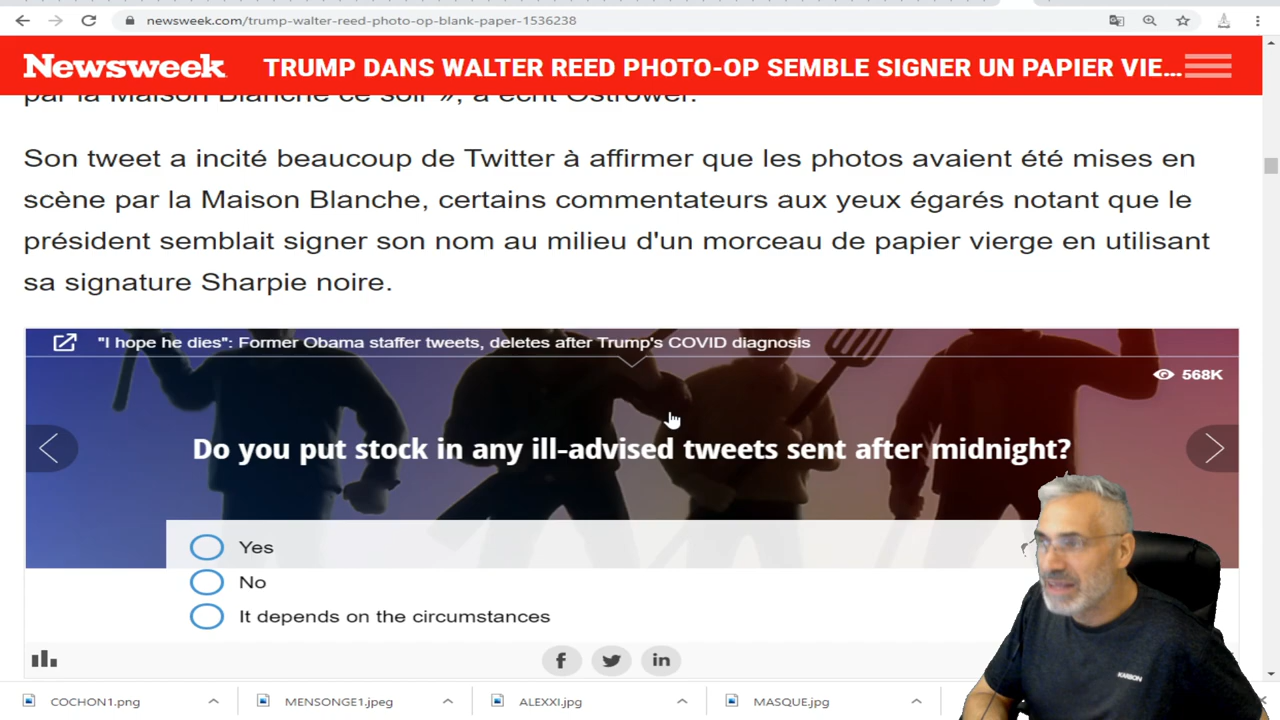 newsweek.com/trump-walter-reed-photo-op-blank-paper-1536238
Newsweek
TRUMP DANS WALTER REED PHOTO-OP SEMBLE SIGNER UN PAPIER VIE...
par la Maison Blanche ce soir », a écrit Ostrower.
Son tweet a incité beaucoup de Twitter à affirmer que les photos avaient été mises en
scène par la Maison Blanche, certains commentateurs aux yeux égarés notant que le
président semblait signer son nom au milieu d'un morceau de papier vierge en utilisant
sa signature Sharpie noire.
"I hope he dies": Former Obama staffer tweets, deletes after Trump's COVID diagnosis
568K
Do you put stock in any ill-advised tweets sent after midnight?
Yes
No
It depends on the circumstances
f
in
KARBON
COCHON1.png
MENSONGE1.jpeg
ALEXXI.jpg
MASQUE.jpg